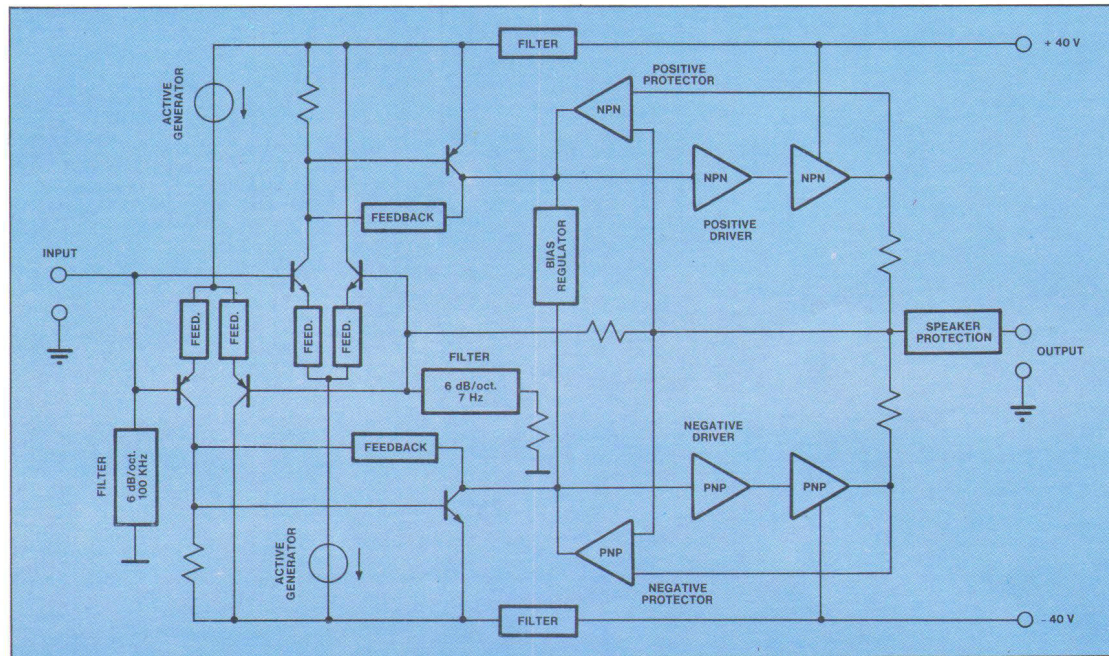 FILTER
+ 40 V
POSITIVE
PROTECTOR
NPN
ACTIVE
GENERATOR
NPN
NPN
POSITIVE
DRIVER
FEEDBACK
INPUT
BIAS
REGULATOR
FEED.
FEED.
FEED.
FEED.
SPEAKER
PROTECTION
OUTPUT
FILTER
6 dB/oct.
7 Hz
NEGATIVE
DRIVER
FEEDBACK
FILTER
6 dB/oct.
100 KHz
PNP
PNP
PNP
ACTIVE
GENERATOR
NEGATIVE
PROTECTOR
FILTER
- 40 V